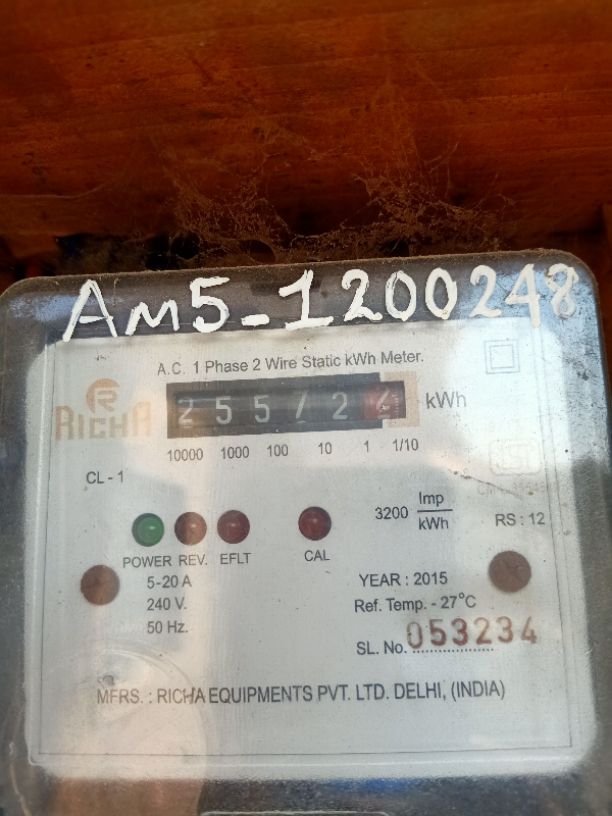 Am5-1200248
A.C. 1 Phase 2 Wire Static kWh Meter.
R
RICHA
kWh
10000 1000 100 10 1 1/10
CL - 1
3200 Imp/kWh
RS : 12
POWER REV. EFLT CAL
5-20 A
240 V.
50 Hz.
YEAR : 2015
Ref. Temp. - 27°C
SL. No. 053234
MFRS. : RICHA EQUIPMENTS PVT. LTD. DELHI, (INDIA)